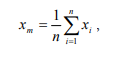 $x_m = \frac{1}{n} \sum_{i=1}^{n} x_i ,$